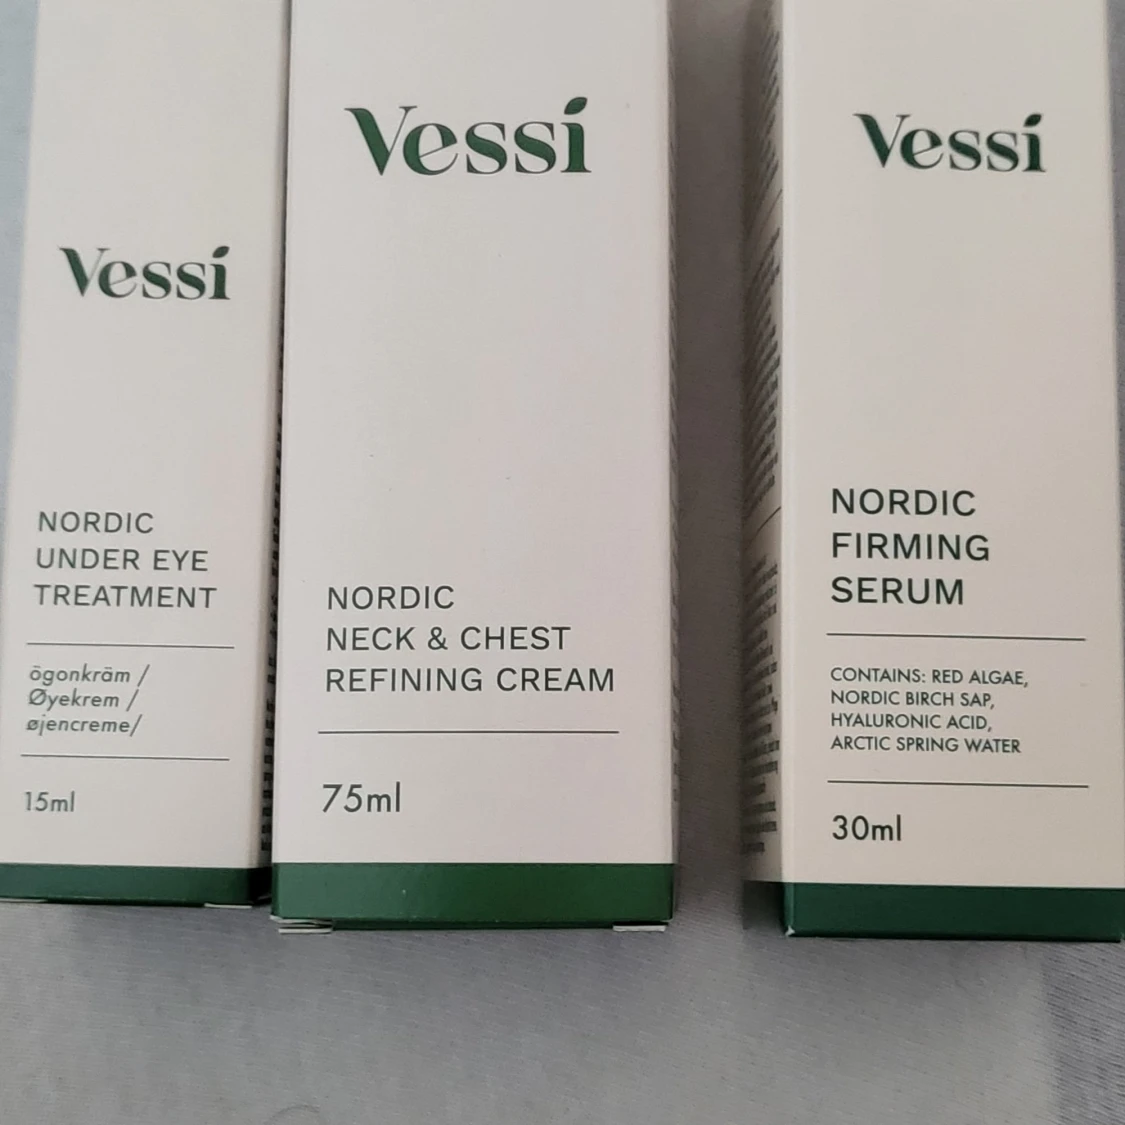 Vessí
NORDIC
UNDER EYE
TREATMENT
ögonkräm /
Øyekrem /
øjencreme/
15ml
Vessí
NORDIC
NECK & CHEST
REFINING CREAM
75ml
Vessí
NORDIC
FIRMING
SERUM
CONTAINS: RED ALGAE,
NORDIC BIRCH SAP,
HYALURONIC ACID,
ARCTIC SPRING WATER
30ml